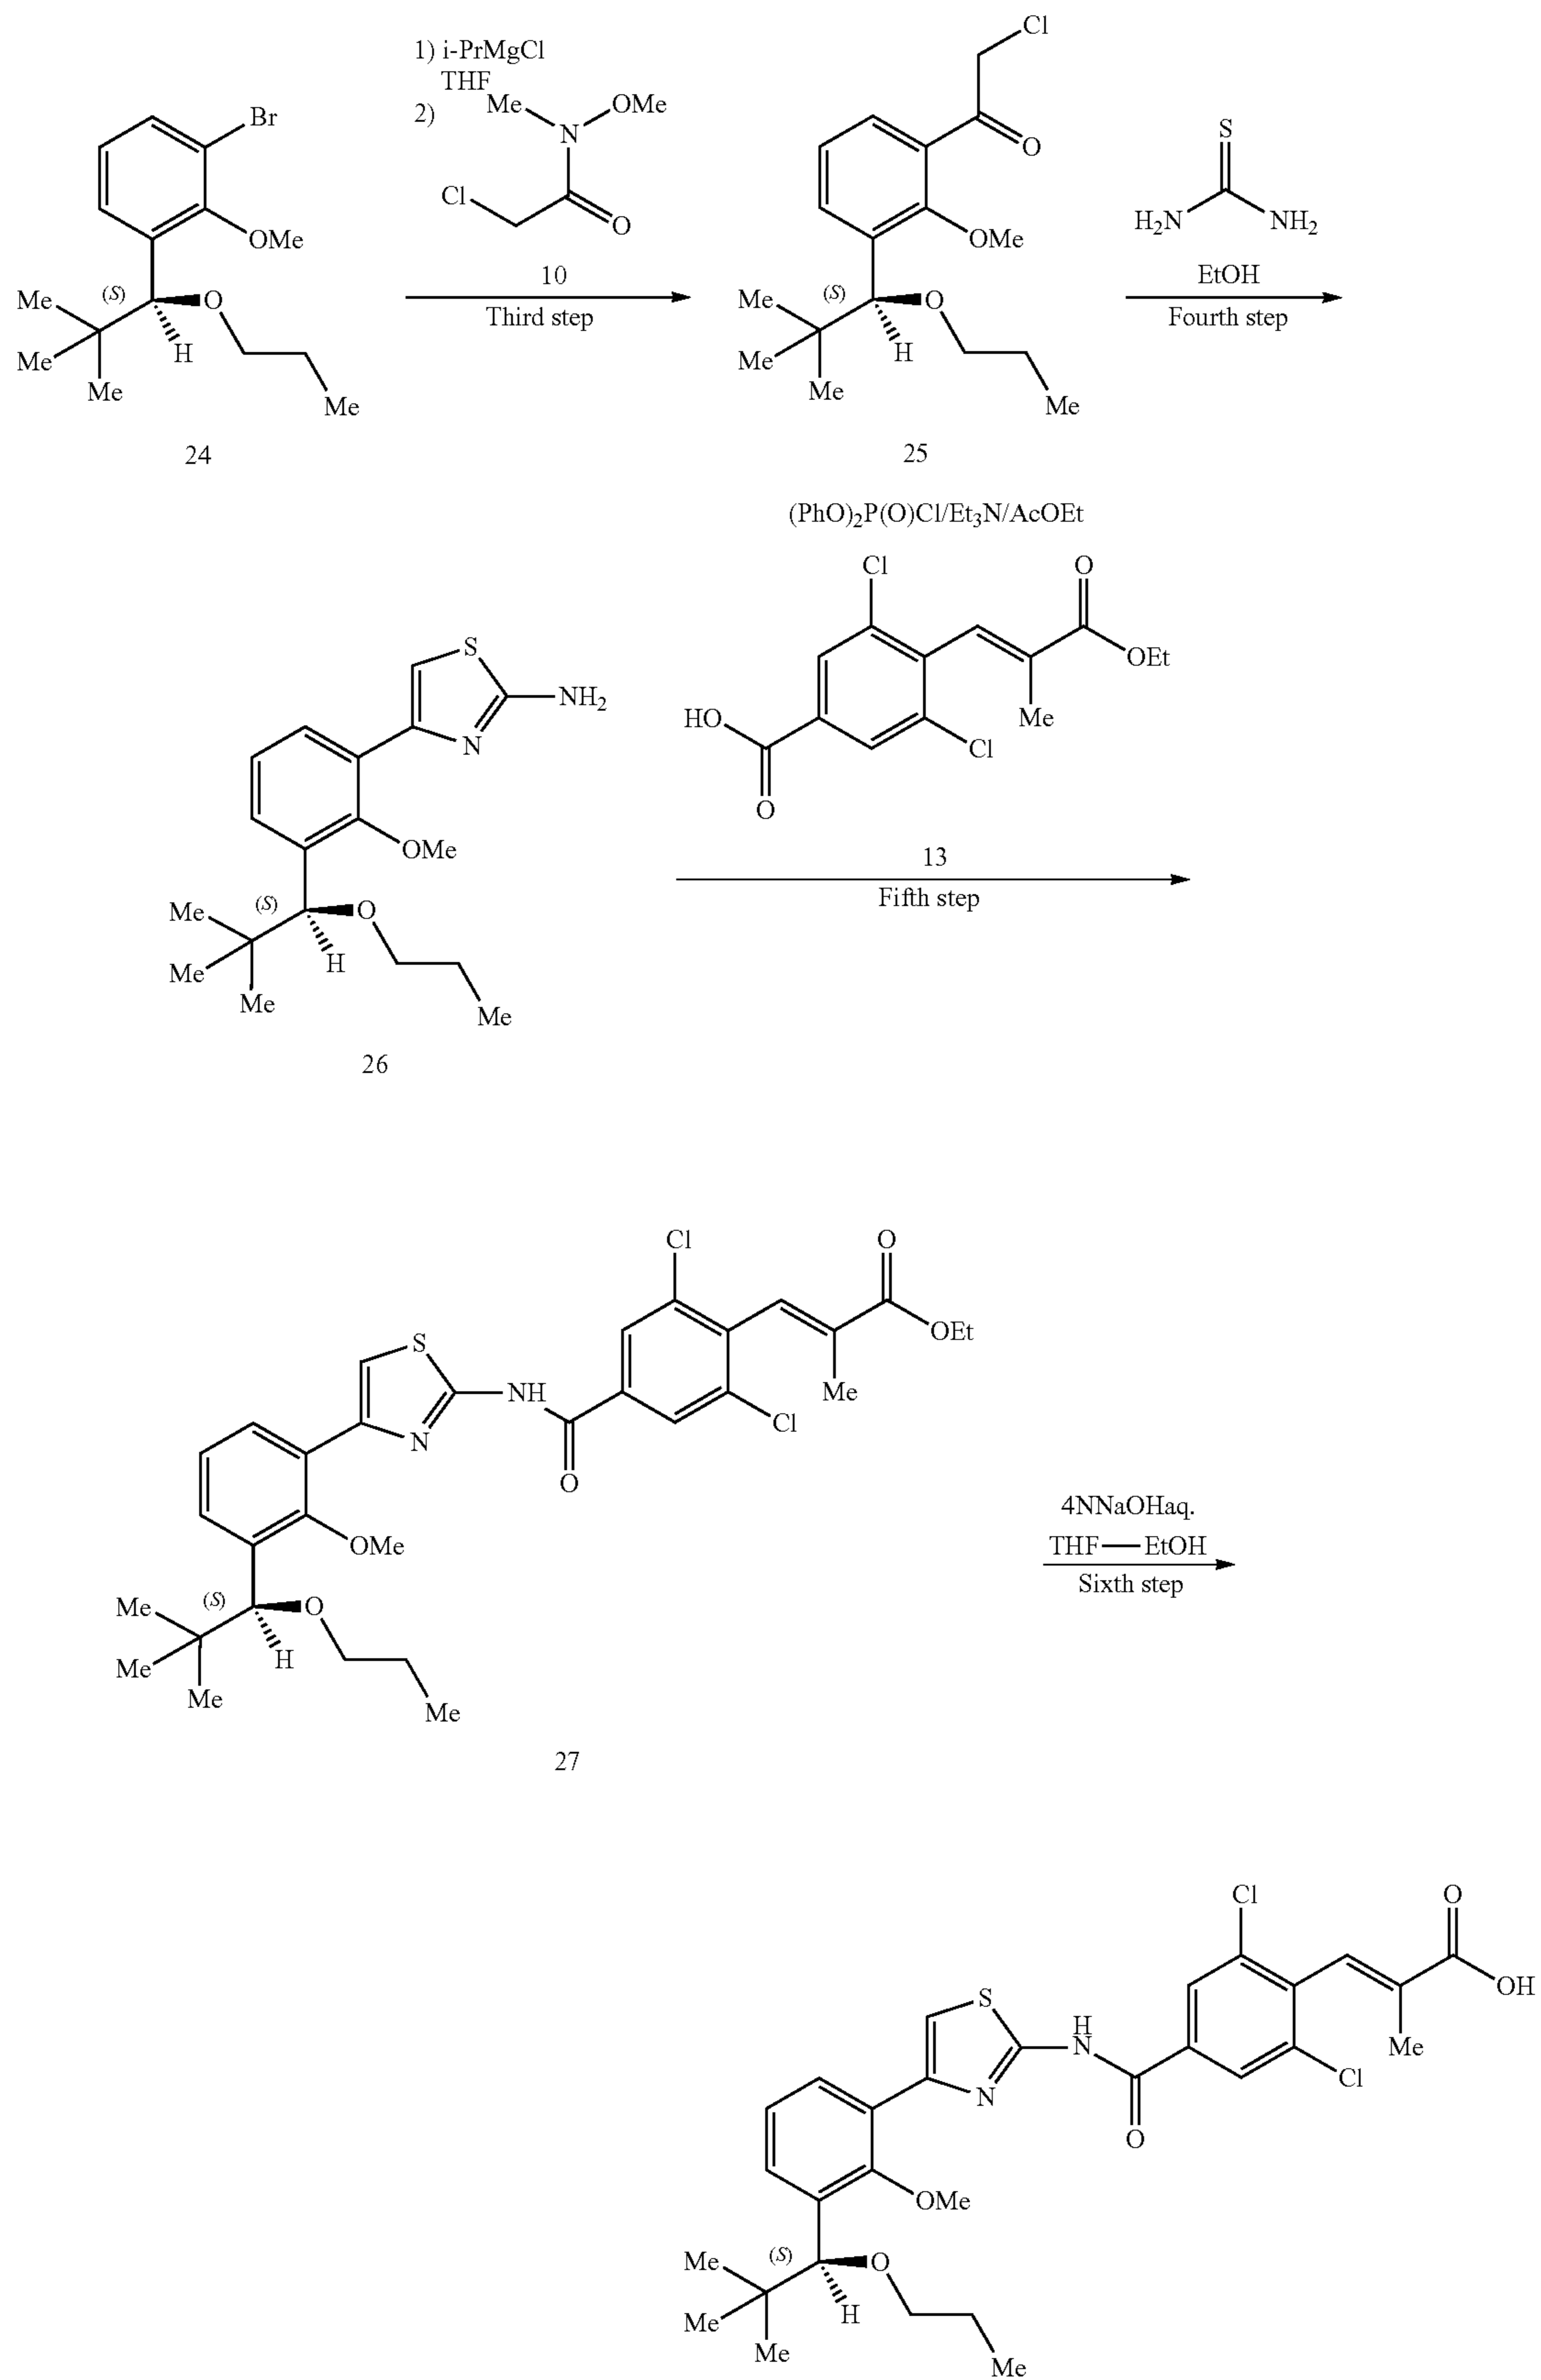 1) i-PrMgCl
THF
2)
Me
OMe
N
Cl
O
10
Third step
Br
OMe
(S)
O
Me
Me
Me
H
Me
24
Cl
O
OMe
(S)
O
Me
Me
Me
H
Me
25
S
H₂N
NH₂
EtOH
Fourth step
S
NH₂
N
OMe
(S)
O
Me
Me
Me
H
Me
26
(PhO)₂P(O)Cl/Et₃N/AcOEt
Cl
O
OEt
Me
Cl
HO
O
13
Fifth step
Cl
O
OEt
Me
Cl
S
NH
N
O
OMe
(S)
O
Me
Me
Me
H
Me
27
4NNaOHaq.
THF—EtOH
Sixth step
Cl
O
OH
Me
Cl
S
H
N
N
O
OMe
(S)
O
Me
Me
Me
H
Me